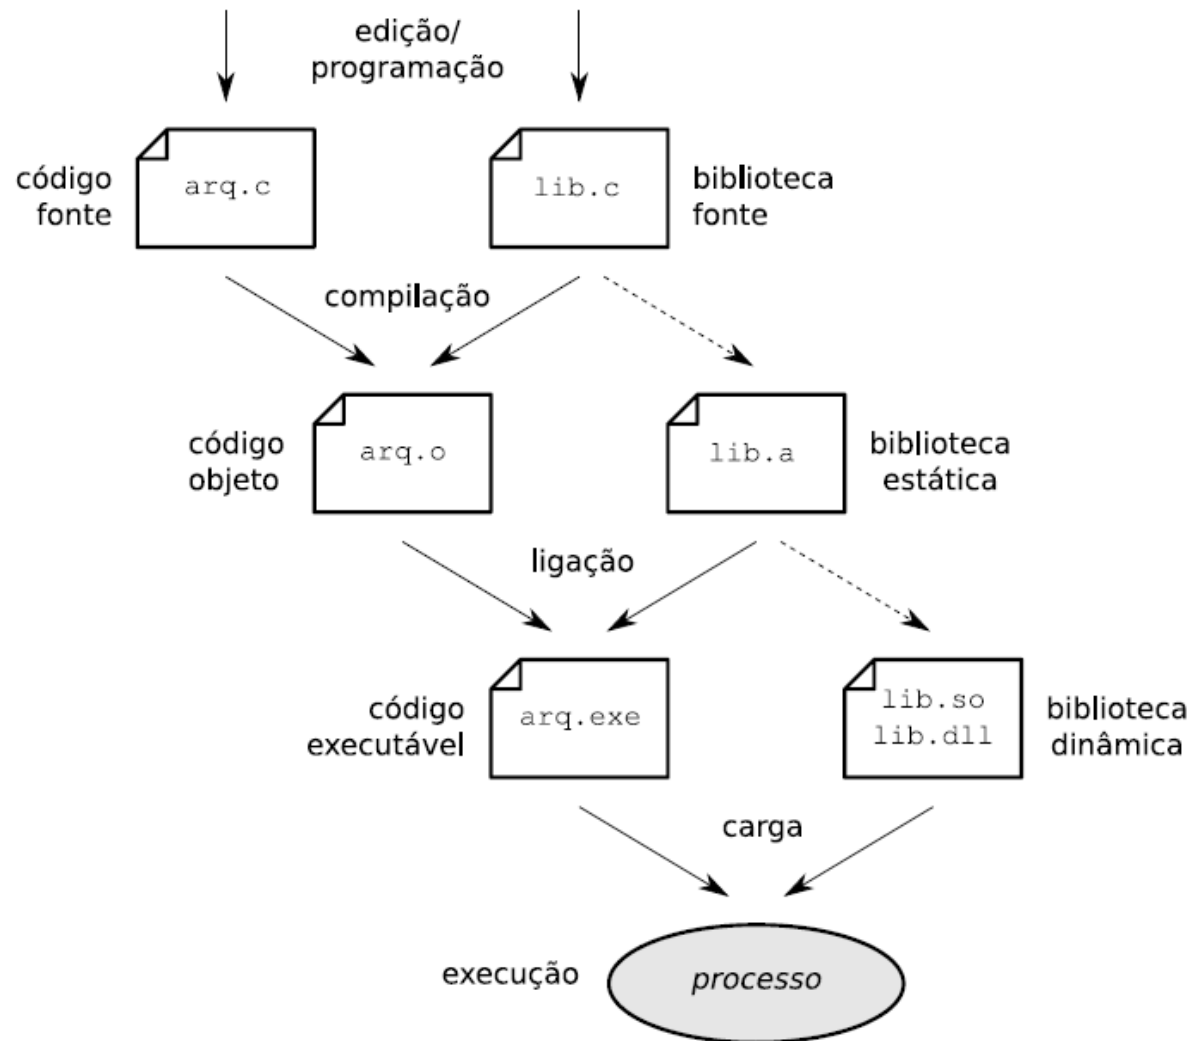 edição/
programação
código
fonte
arq.c
lib.c
biblioteca
fonte
compilação
código
objeto
arq.o
lib.a
biblioteca
estática
ligação
código
executável
arq.exe
lib.so
lib.dll
biblioteca
dinâmica
carga
execução
processo